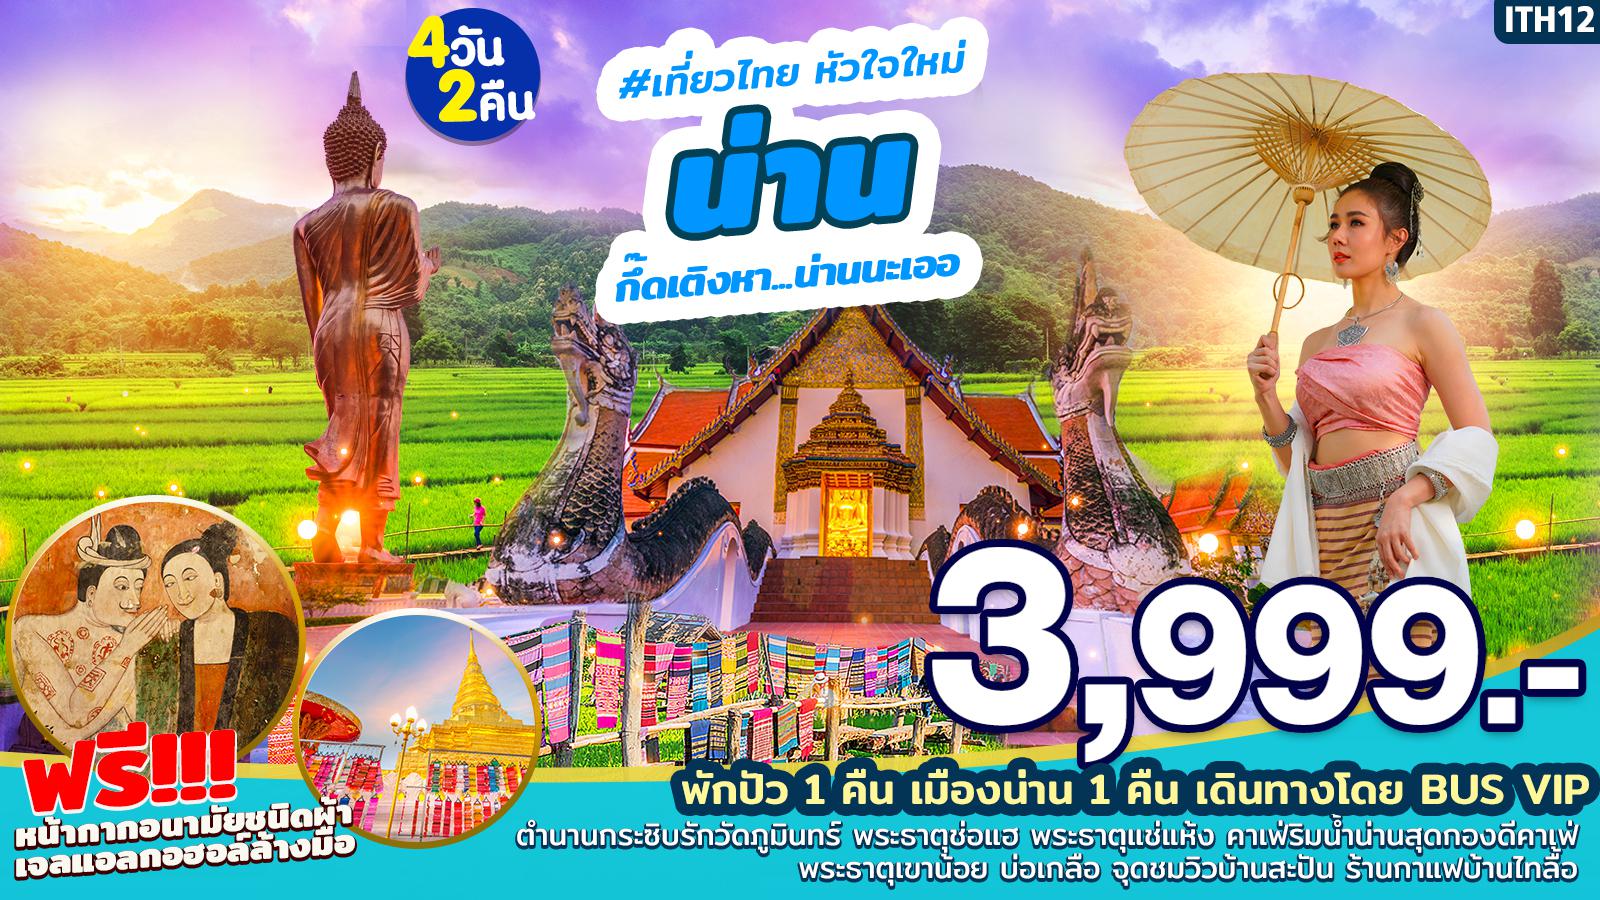 ITH12
4วัน
2คืน
#เที่ยวไทย หัวใจใหม่
น่าน
กึ๊ดเติงหา...น่านนะเออ
3,999.-
พักปัว 1 คืน เมืองน่าน 1 คืน เดินทางโดย BUS VIP
ตำนานกระซิบรักวัดภูมินทร์ พระธาตุช่อแฮ พระธาตุแช่แห้ง คาเฟ่ริมน้ำน่านสุดกองดีคาเฟ่
พระธาตุเขาน้อย บ่อเกลือ จุดชมวิวบ้านสะปัน ร้านกาแฟบ้านไทลื้อ
ฟรี!!!
หน้ากากอนามัยชนิดผ้า
เจลแอลกอฮอล์ล้างมือ